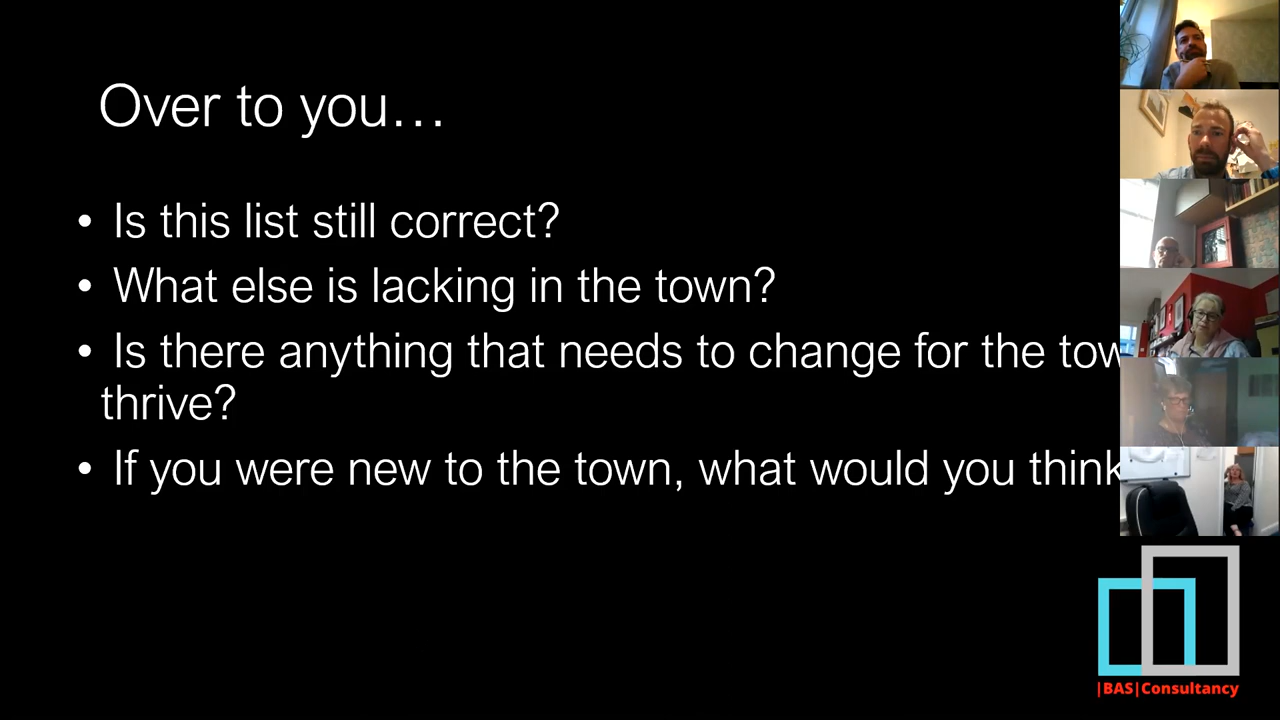 Over to you…
• Is this list still correct?
• What else is lacking in the town?
• Is there anything that needs to change for the tow
thrive?
• If you were new to the town, what would you think
|BAS|Consultancy